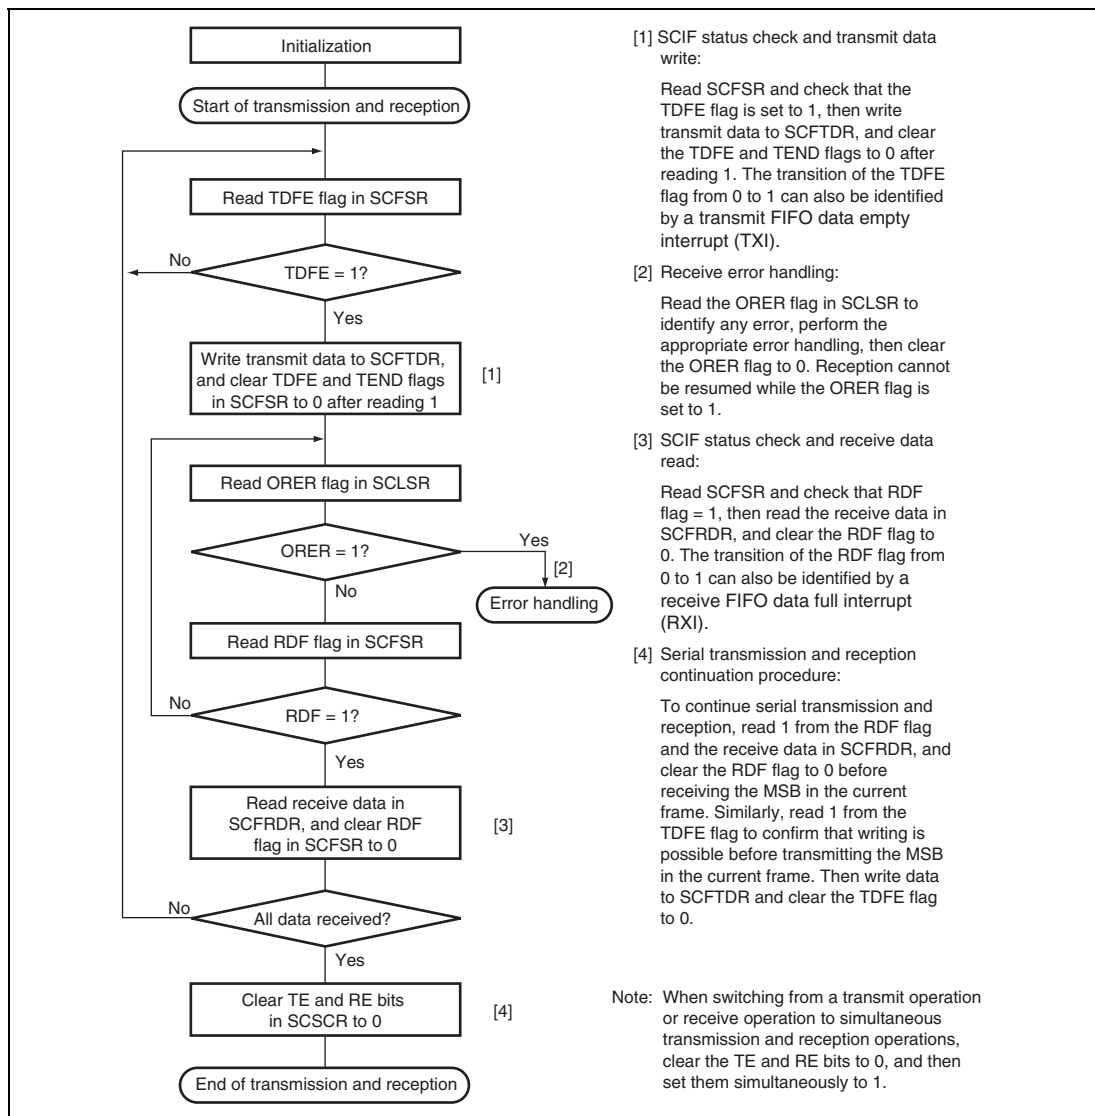 Initialization
Start of transmission and reception
Read TDFE flag in SCFSR
No
TDFE = 1?
Yes
Write transmit data to SCFTDR,
and clear TDFE and TEND flags
in SCFSR to 0 after reading 1
[1]
Read ORER flag in SCLSR
ORER = 1?
Yes
[2]
No
Error handling
Read RDF flag in SCFSR
No
RDF = 1?
Yes
Read receive data in
SCFRDR, and clear RDF
flag in SCFSR to 0
[3]
No
All data received?
Yes
Clear TE and RE bits
in SCSCR to 0
[4]
End of transmission and reception
[1] SCIF status check and transmit data
write:
Read SCFSR and check that the
TDFE flag is set to 1, then write
transmit data to SCFTDR, and clear
the TDFE and TEND flags to 0 after
reading 1. The transition of the TDFE
flag from 0 to 1 can also be identified
by a transmit FIFO data empty
interrupt (TXI).
[2] Receive error handling:
Read the ORER flag in SCLSR to
identify any error, perform the
appropriate error handling, then clear
the ORER flag to 0. Reception cannot
be resumed while the ORER flag is
set to 1.
[3] SCIF status check and receive data
read:
Read SCFSR and check that RDF
flag = 1, then read the receive data in
SCFRDR, and clear the RDF flag to
0. The transition of the RDF flag from
0 to 1 can also be identified by a
receive FIFO data full interrupt
(RXI).
[4] Serial transmission and reception
continuation procedure:
To continue serial transmission and
reception, read 1 from the RDF flag
and the receive data in SCFRDR, and
clear the RDF flag to 0 before
receiving the MSB in the current
frame. Similarly, read 1 from the
TDFE flag to confirm that writing is
possible before transmitting the MSB
in the current frame. Then write data
to SCFTDR and clear the TDFE flag
to 0.
Note: When switching from a transmit operation
or receive operation to simultaneous
transmission and reception operations,
clear the TE and RE bits to 0, and then
set them simultaneously to 1.